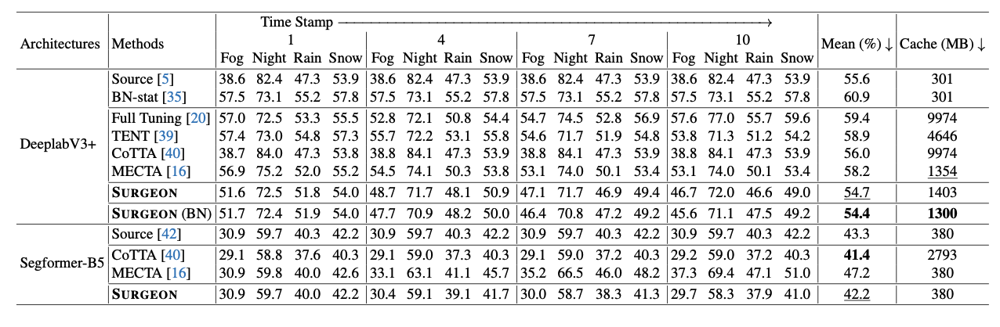 Time Stamp
Architectures Methods 1 4 7 10 Mean (%) ↓ Cache (MB) ↓
Fog Night Rain Snow Fog Night Rain Snow Fog Night Rain Snow Fog Night Rain Snow
Source [5] 38.6 82.4 47.3 53.9 38.6 82.4 47.3 53.9 38.6 82.4 47.3 53.9 38.6 82.4 47.3 53.9 55.6 301
BN-stat [35] 57.5 73.1 55.2 57.8 57.5 73.1 55.2 57.8 57.5 73.1 55.2 57.8 57.5 73.1 55.2 57.8 60.9 301
Full Tuning [20] 57.0 72.5 53.3 55.5 52.8 72.1 50.8 54.4 54.7 74.5 52.8 56.9 57.6 77.0 55.7 59.6 59.4 9974
DeeplabV3+ TENT [39] 57.4 73.0 54.8 57.3 55.7 72.2 53.1 55.8 54.6 71.7 51.9 54.8 53.8 71.3 51.2 54.2 58.9 4646
CoTTA [40] 38.7 84.0 47.3 53.8 38.8 84.1 47.3 53.9 38.8 84.1 47.3 53.9 38.8 84.1 47.3 53.9 56.0 9974
MECTA [16] 56.9 75.2 52.0 55.2 54.5 74.1 50.3 53.8 53.1 74.0 50.1 53.4 53.1 74.0 50.1 53.4 58.2 1354
SURGEON 51.6 72.5 51.8 54.0 48.7 71.7 48.1 50.9 47.1 71.7 46.9 49.4 46.7 72.0 46.6 49.0 54.7 1403
SURGEON (BN) 51.7 72.4 51.9 54.0 47.7 70.9 48.2 50.0 46.4 70.8 47.2 49.2 45.6 71.1 47.5 49.2 54.4 1300
Source [42] 30.9 59.7 40.3 42.2 30.9 59.7 40.3 42.2 30.9 59.7 40.3 42.2 30.9 59.7 40.3 42.2 43.3 380
Segformer-B5 CoTTA [40] 29.1 58.8 37.6 40.3 29.1 59.0 37.3 40.3 29.1 59.0 37.2 40.3 29.2 59.0 37.2 40.3 41.4 2793
MECTA [16] 30.9 59.8 40.0 42.6 33.1 63.1 41.1 45.7 35.2 66.5 46.0 48.2 37.3 69.4 47.1 51.0 47.2 380
SURGEON 30.9 59.7 40.0 42.2 30.4 59.1 39.1 41.7 30.0 58.7 38.3 41.3 29.7 58.3 37.9 41.0 42.2 380